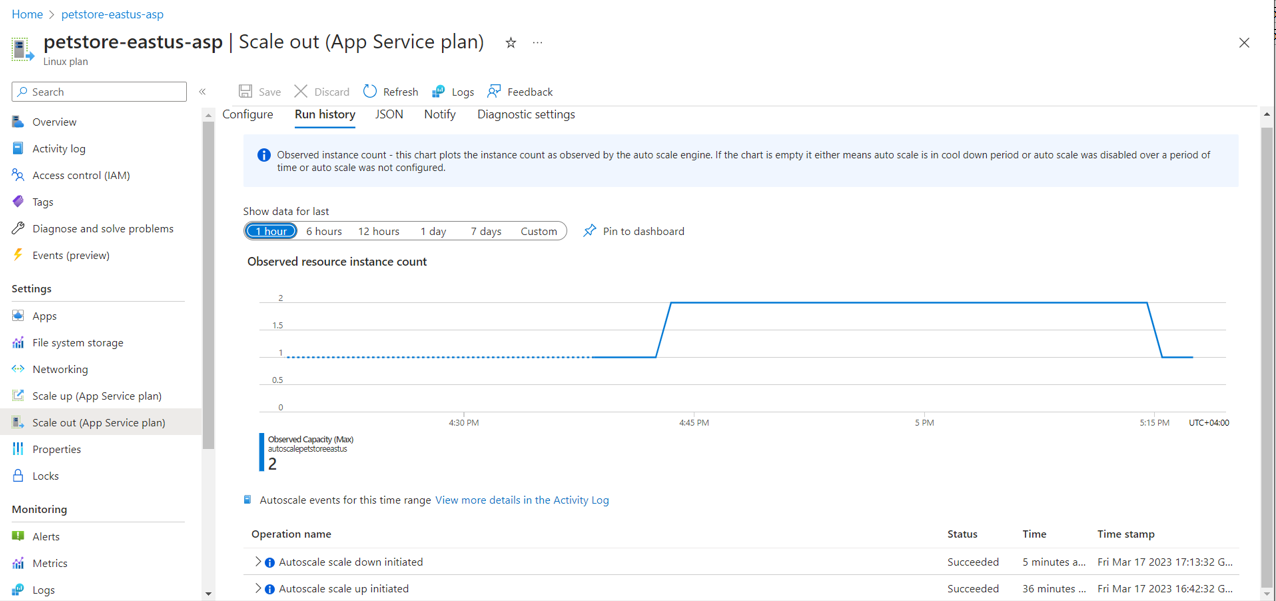 Home > petstore-eastus-asp
petstore-eastus-asp | Scale out (App Service plan) ☆ ...
Linux plan
Search
«
Save Discard Refresh Logs Feedback
Overview
Activity log
Access control (IAM)
Tags
Diagnose and solve problems
Events (preview)
Settings
Apps
File system storage
Networking
Scale up (App Service plan)
Scale out (App Service plan)
Properties
Locks
Monitoring
Alerts
Metrics
Logs
Configure Run history JSON Notify Diagnostic settings
Observed instance count - this chart plots the instance count as observed by the auto scale engine. If the chart is empty it either means auto scale is in cool down period or auto scale was disabled over a period of
time or auto scale was not configured.
Show data for last
1 hour 6 hours 12 hours 1 day 7 days Custom Pin to dashboard
Observed resource instance count
2
1.5
1
0.5
0
4:30 PM 4:45 PM 5 PM 5:15 PM UTC+04:00
Observed Capacity (Max)
autoscalepetstoreeastus
2
Autoscale events for this time range View more details in the Activity Log
Operation name Status Time Time stamp
Autoscale scale down initiated Succeeded 5 minutes a... Fri Mar 17 2023 17:13:32 G...
Autoscale scale up initiated Succeeded 36 minutes ... Fri Mar 17 2023 16:42:32 G...